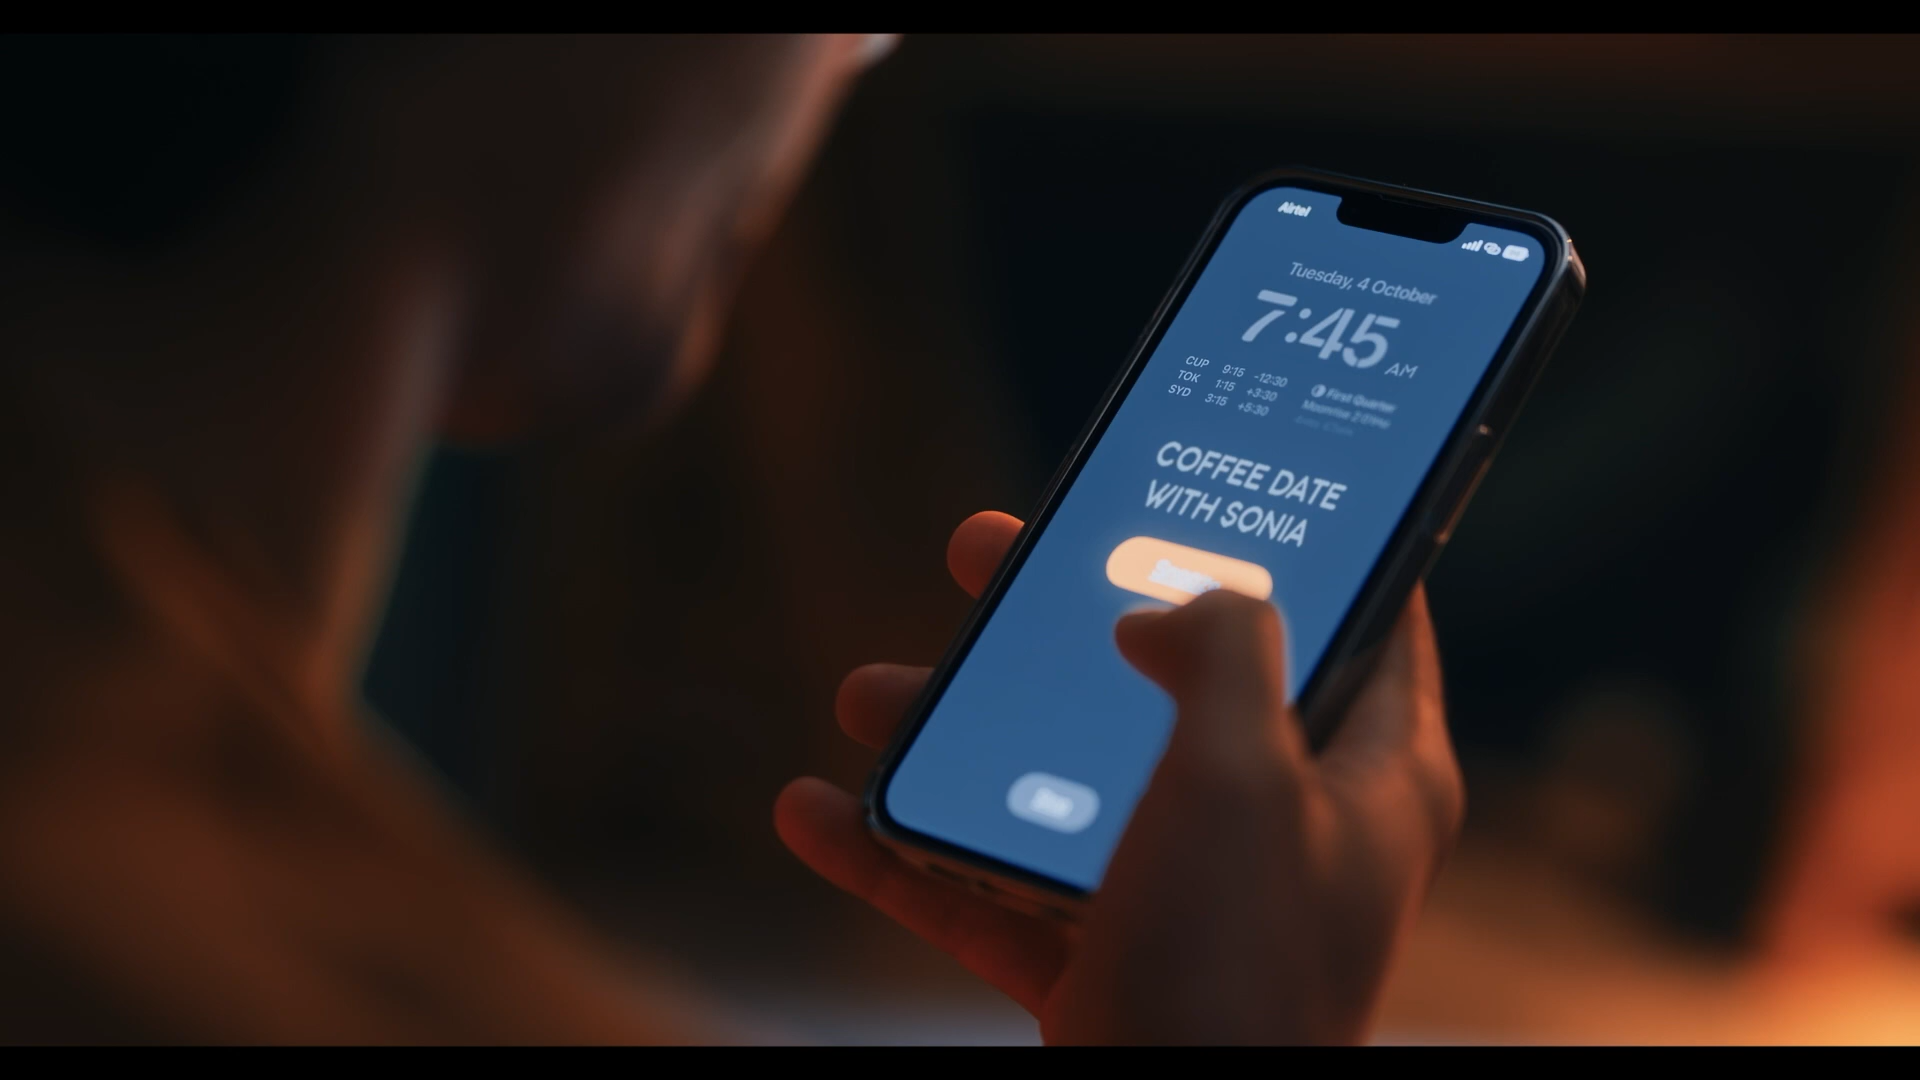 Airtel
Tuesday, 4 October
7:45 AM
CUP 9:15 -12:30
TOK 1:15 +3:30
SYD 3:15 +5:30
First Quarter
Moonrise
COFFEE DATE
WITH SONIA